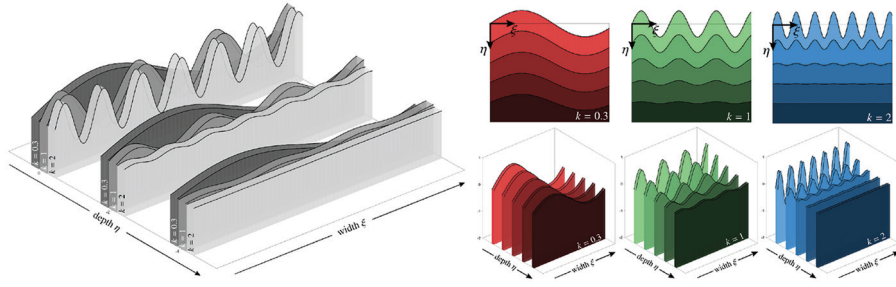 k = 0.3
k = 1
k = 2
k = 0.3
k = 1
k = 2
k = 0.3
k = 1
k = 2
depth η
width ξ
ξ
η
k = 0.3
ξ
η
k = 1
ξ
η
k = 2
k = 0.3
depth η
width ξ
k = 1
depth η
width ξ
k = 2
depth η
width ξ